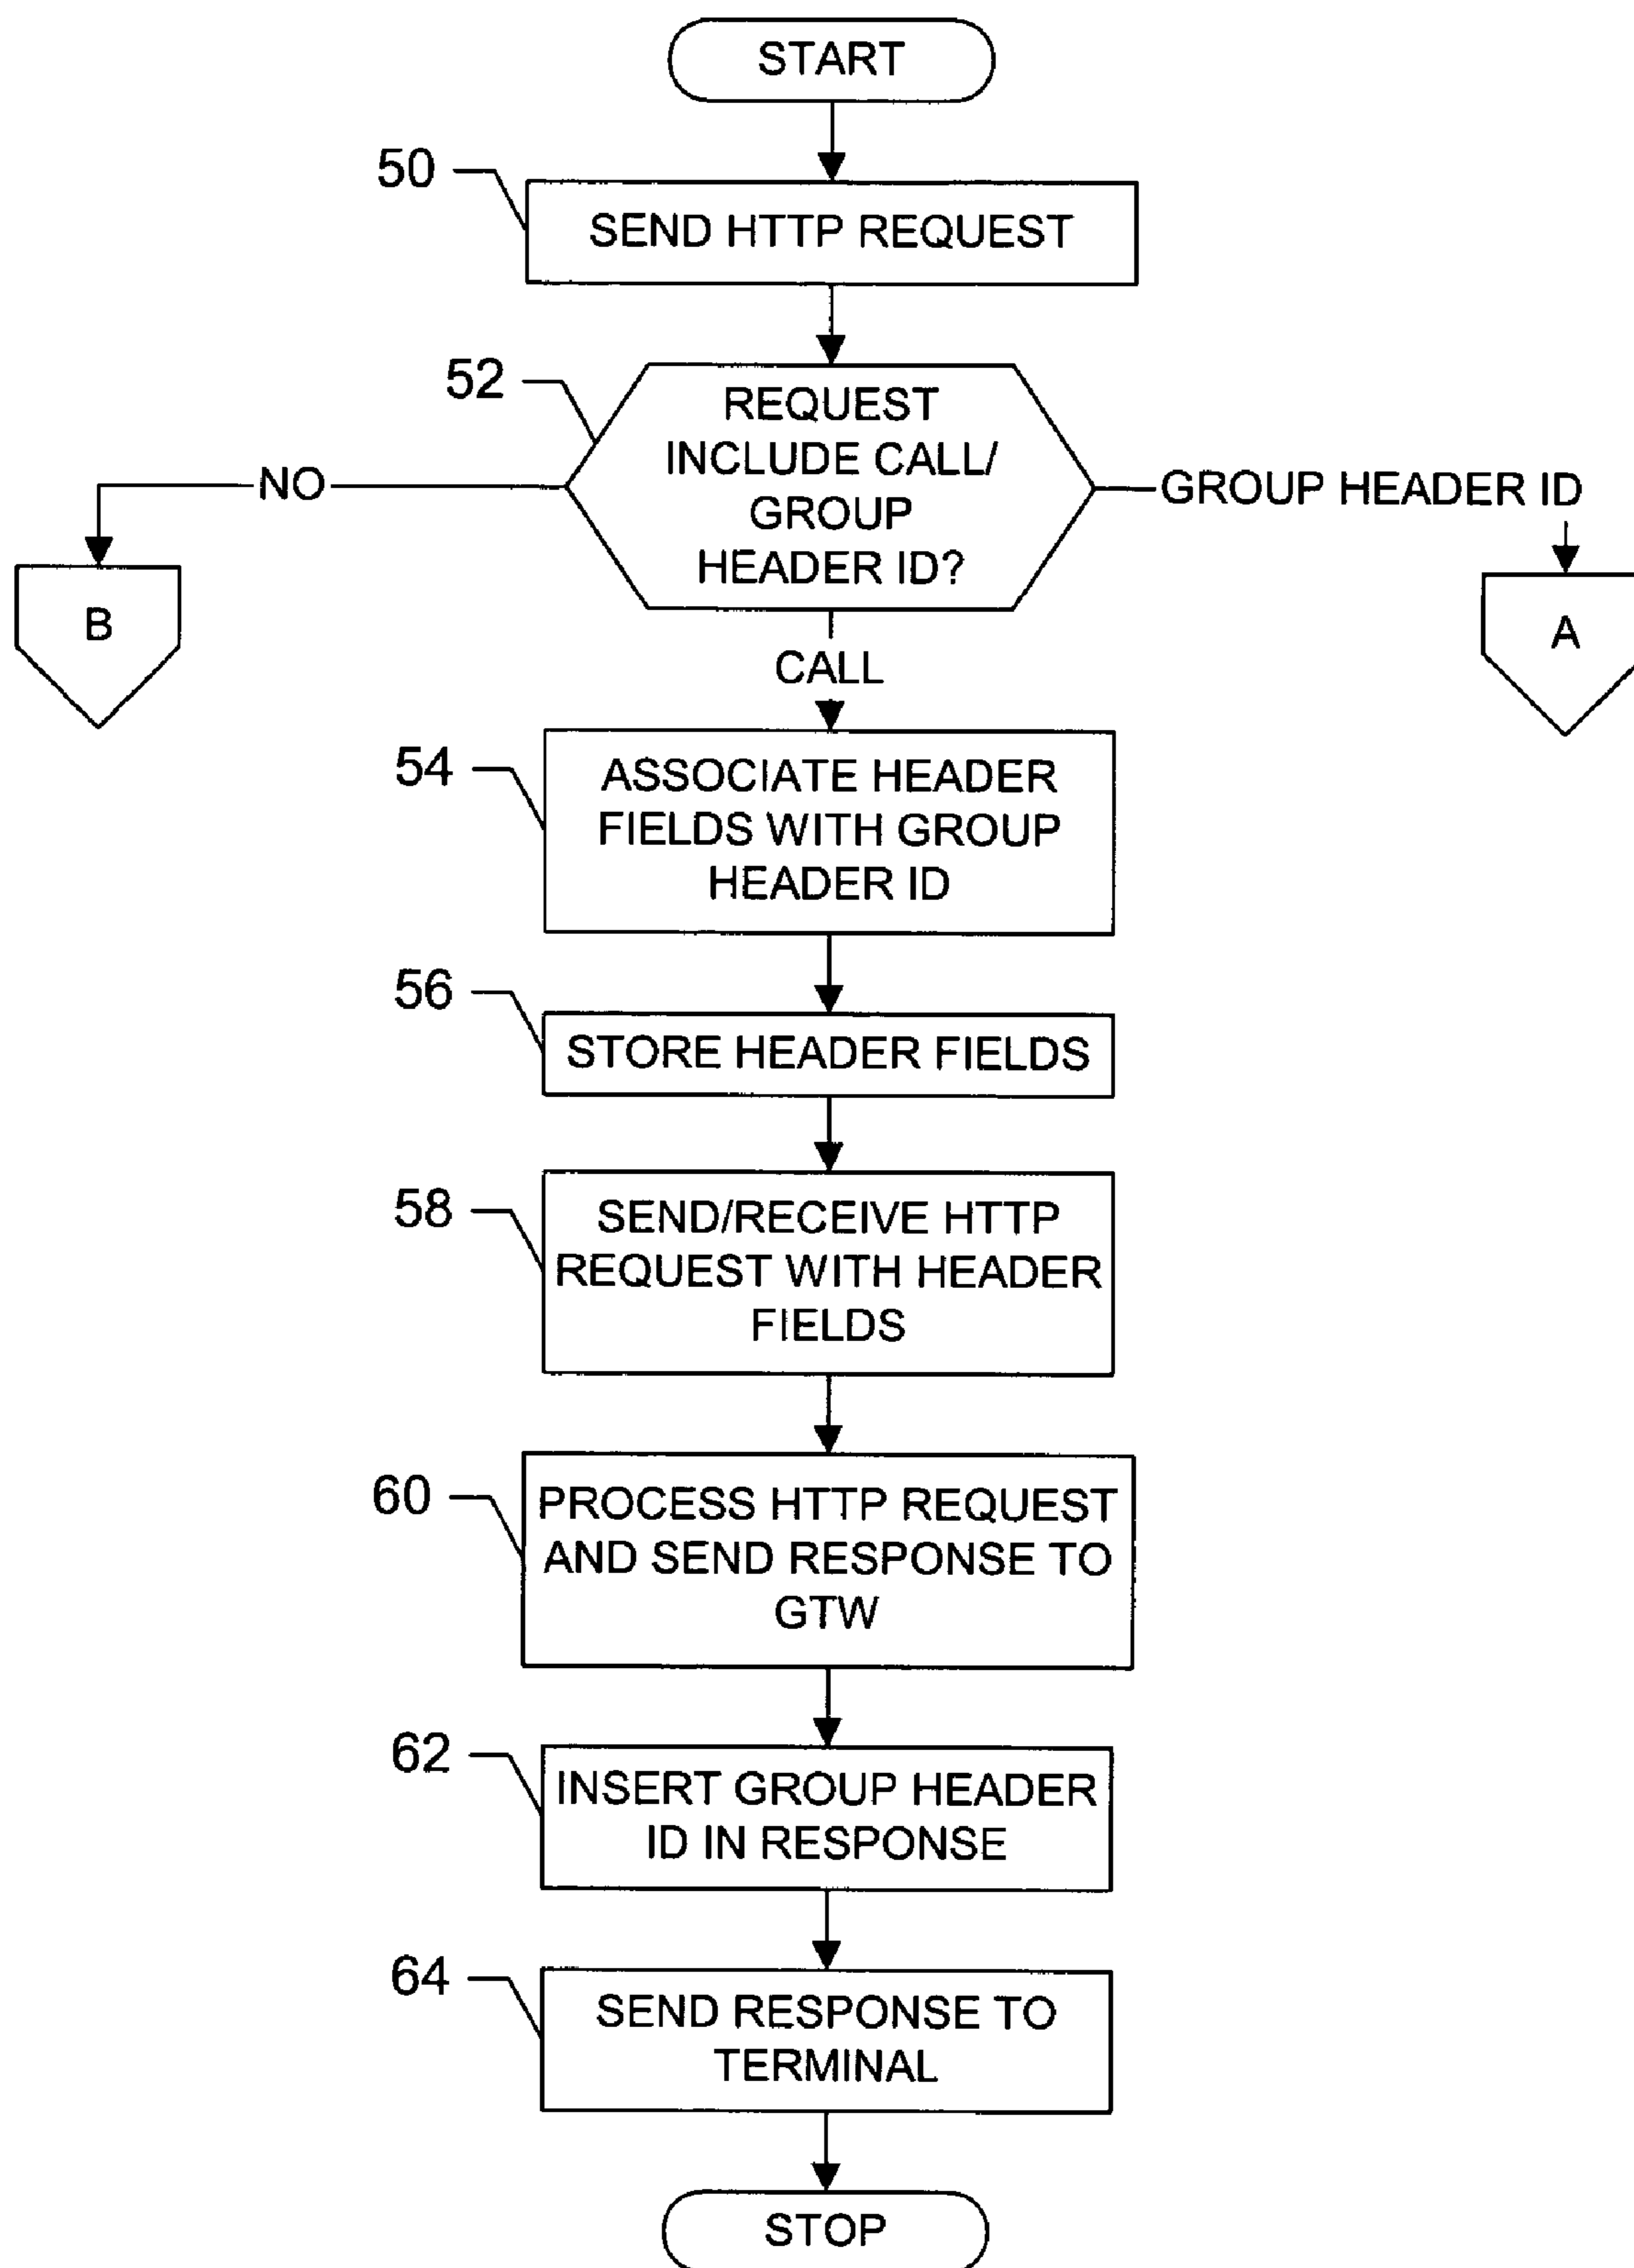 START
50
SEND HTTP REQUEST
52
REQUEST
INCLUDE CALL/
GROUP
HEADER ID?
NO
GROUP HEADER ID
B
A
CALL
54
ASSOCIATE HEADER
FIELDS WITH GROUP
HEADER ID
56
STORE HEADER FIELDS
58
SEND/RECEIVE HTTP
REQUEST WITH HEADER
FIELDS
60
PROCESS HTTP REQUEST
AND SEND RESPONSE TO
GTW
62
INSERT GROUP HEADER
ID IN RESPONSE
64
SEND RESPONSE TO
TERMINAL
STOP